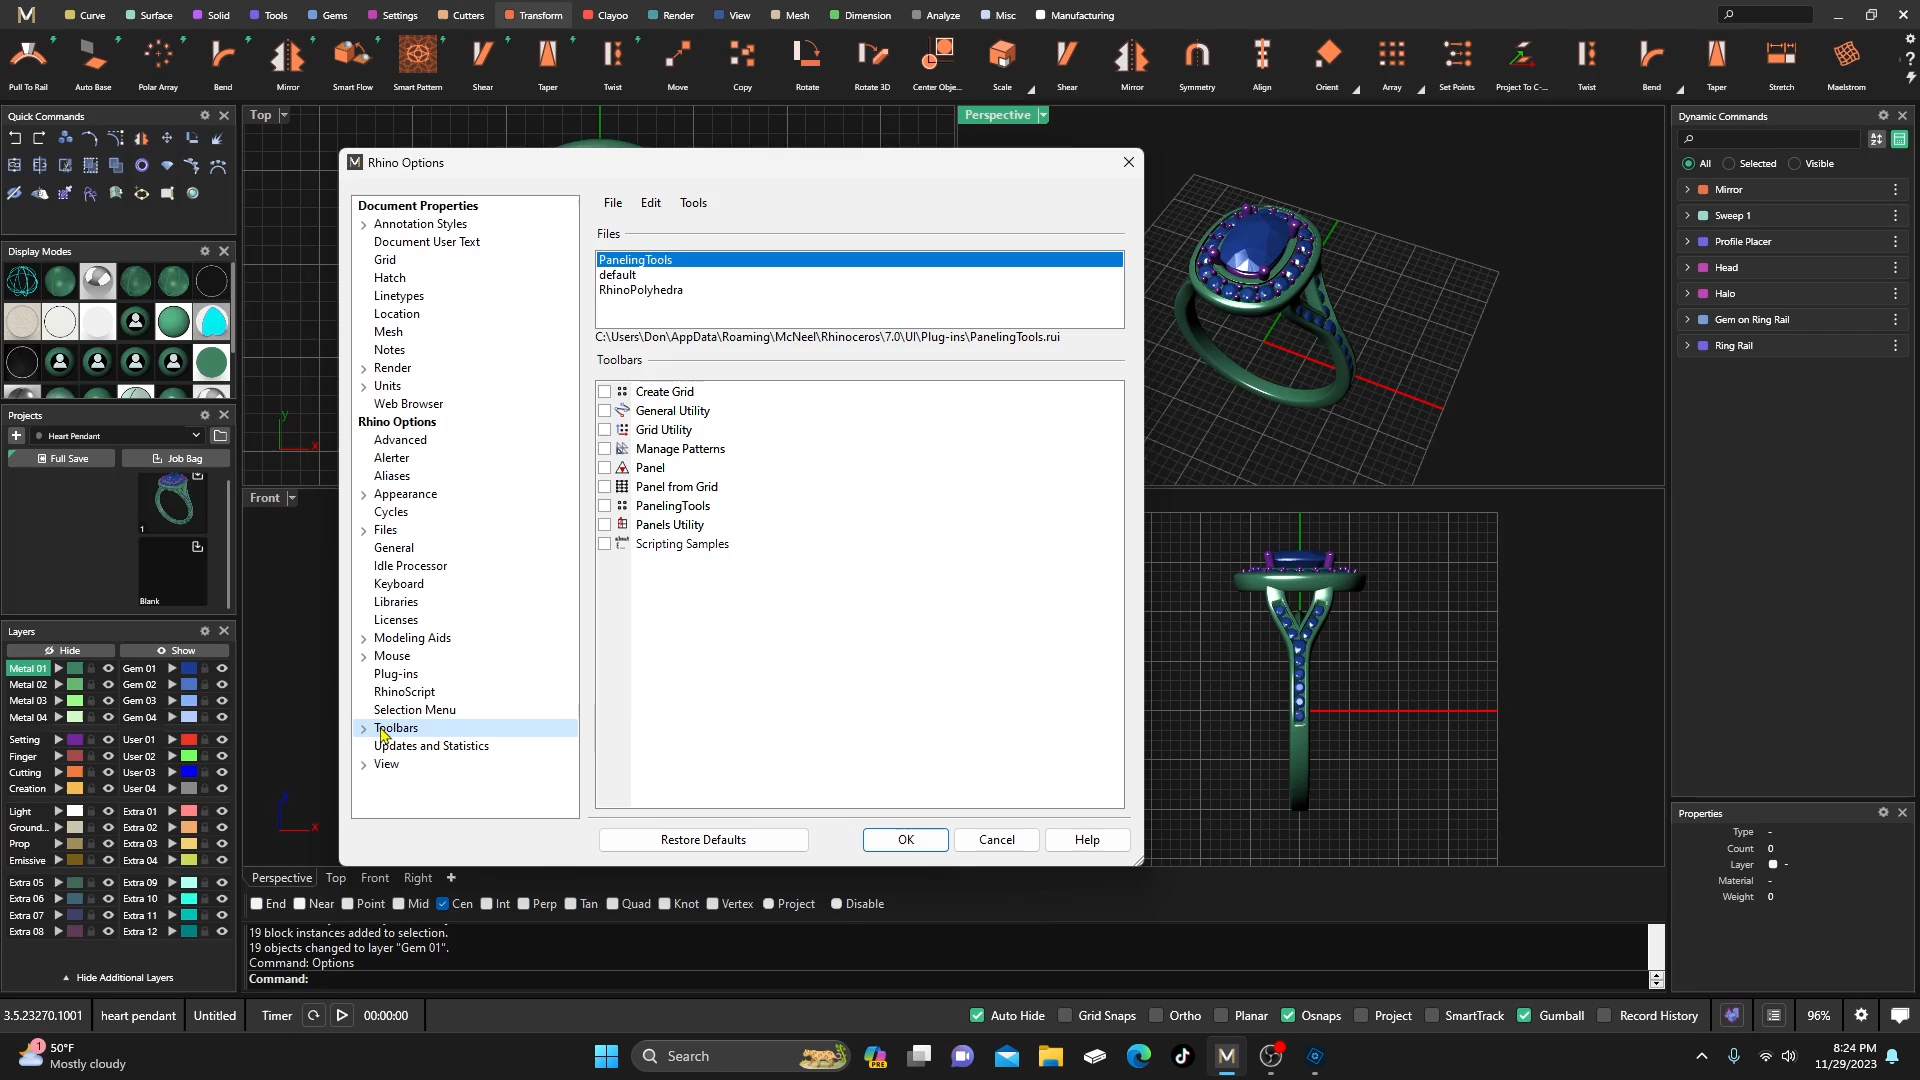 Curve Surface Solid Tools Gems Settings Cutters Transform Clayoo Render View Mesh Dimension Analyze Misc Manufacturing
Pull To Rail Auto Base Polar Array Bend Mirror Smart Flow Smart Pattern Shear Taper Twist Move Copy Rotate Rotate 3D Center Obje... Scale Shear Mirror Symmetry Align Orient Array Set Points Project To C-... Twist Bend Taper Stretch Maelstrom
Quick Commands
Display Modes
Projects
Heart Pendant
Full Save Job Bag
1
Blank
Layers
Hide Show
Metal 01 Gem 01
Metal 02 Gem 02
Metal 03 Gem 03
Metal 04 Gem 04
Setting User 01
Finger User 02
Cutting User 03
Creation User 04
Light Extra 01
Ground... Extra 02
Prop Extra 03
Emissive Extra 04
Extra 05 Extra 09
Extra 06 Extra 10
Extra 07 Extra 11
Extra 08 Extra 12
Hide Additional Layers
Top
y
x
Perspective
Front
x
Rhino Options
Document Properties
Annotation Styles
Document User Text
Grid
Hatch
Linetypes
Location
Mesh
Notes
Render
Units
Web Browser
Rhino Options
Advanced
Alerter
Aliases
Appearance
Cycles
Files
General
Idle Processor
Keyboard
Libraries
Licenses
Modeling Aids
Mouse
Plug-ins
RhinoScript
Selection Menu
Toolbars
Updates and Statistics
View
File Edit Tools
Files
PanelingTools
default
RhinoPolyhedra
C:\Users\Don\AppData\Roaming\McNeel\Rhinoceros\7.0\UI\Plug-ins\PanelingTools.rui
Toolbars
Create Grid
General Utility
Grid Utility
Manage Patterns
Panel
Panel from Grid
PanelingTools
Panels Utility
Scripting Samples
Restore Defaults OK Cancel Help
Dynamic Commands
All Selected Visible
Mirror
Sweep 1
Profile Placer
Head
Halo
Gem on Ring Rail
Ring Rail
Properties
Type -
Count 0
Layer -
Material -
Weight 0
Perspective Top Front Right
End Near Point Mid Cen Int Perp Tan Quad Knot Vertex Project Disable
19 block instances added to selection.
19 objects changed to layer "Gem 01".
Command: Options
Command:
3.5.23270.1001 heart pendant Untitled Timer 00:00:00 Auto Hide Grid Snaps Ortho Planar Osnaps Project SmartTrack Gumball Record History 96%
1
50°F
Mostly cloudy
Search
PRE
8:24 PM
11/29/2023